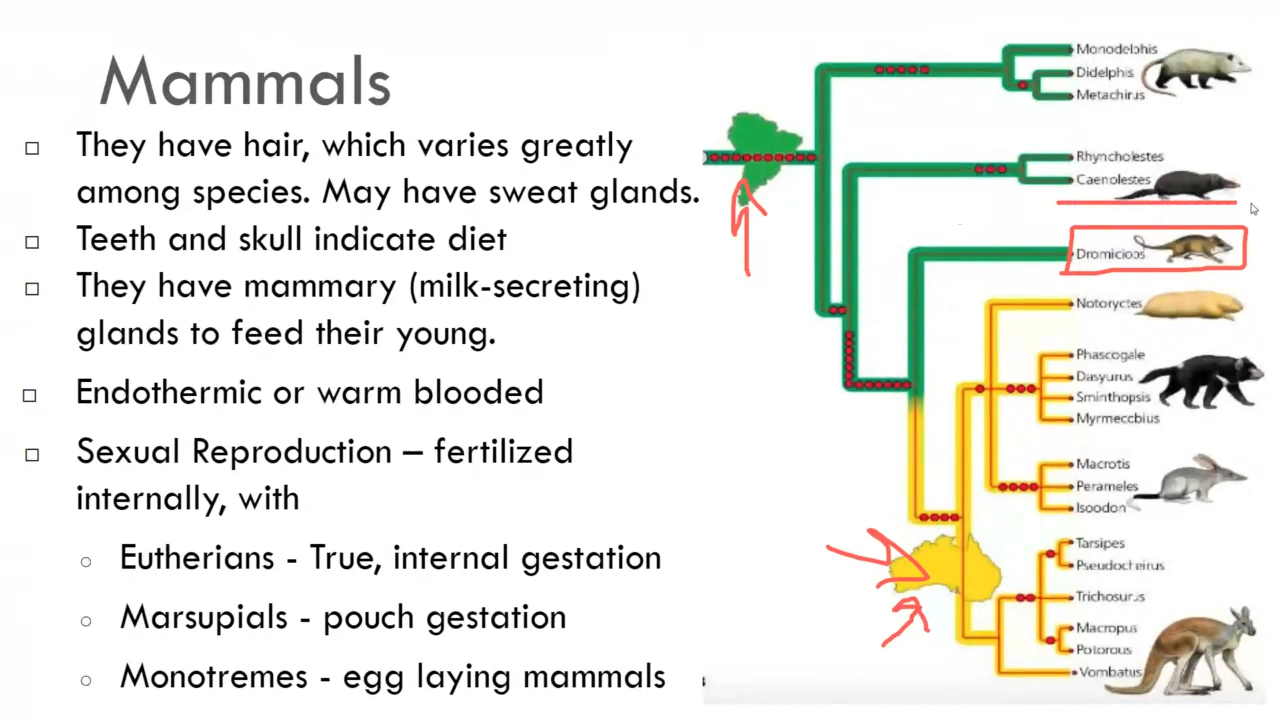 Mammals
□ They have hair, which varies greatly
among species. May have sweat glands.
□ Teeth and skull indicate diet
□ They have mammary (milk-secreting)
glands to feed their young.
□ Endothermic or warm blooded
□ Sexual Reproduction – fertilized
internally, with
○ Eutherians - True, internal gestation
○ Marsupials - pouch gestation
○ Monotremes - egg laying mammals
Monodelphis
Didelphis
Metachirus
Rhyncholestes
Caenolestes
Dromiciops
Notoryctes
Phascogale
Dasyurus
Sminthopsis
Myrmecbius
Macrotis
Perameles
Isoodon
Tarsipes
Pseudocheirus
Trichosurus
Macropus
Potorous
Vombatus